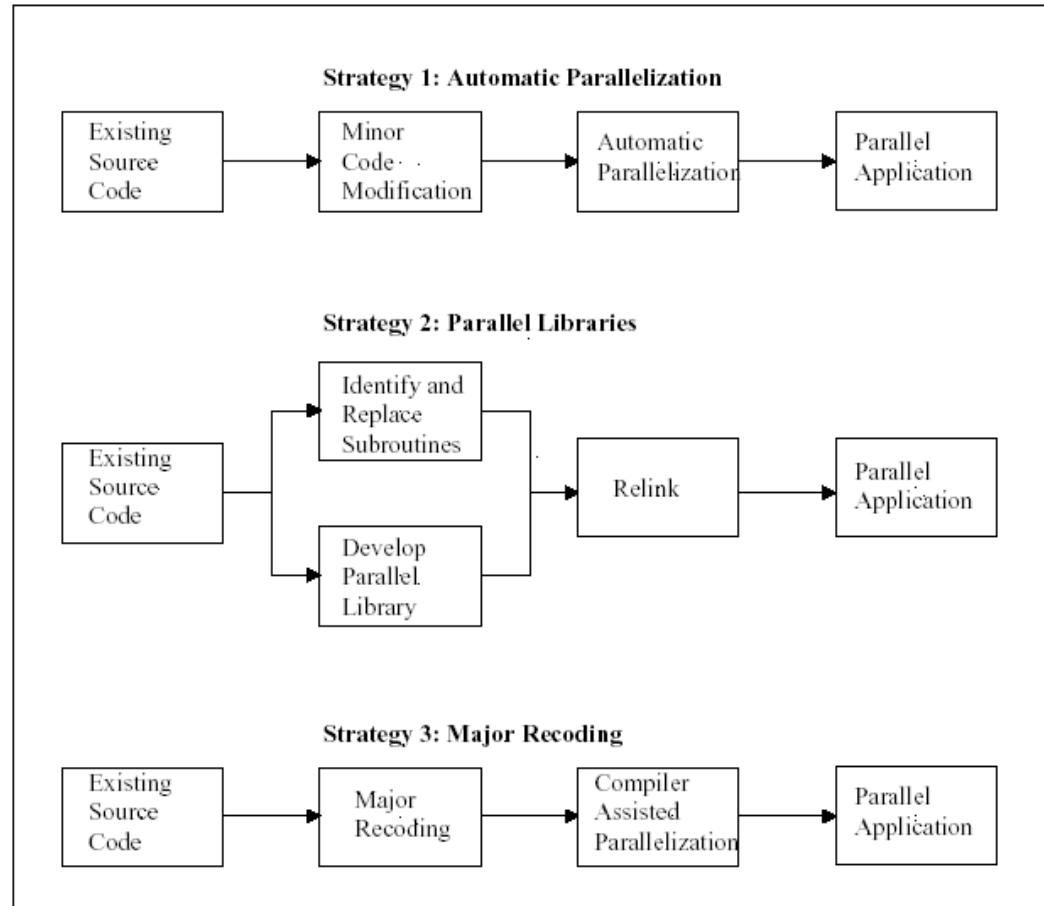 Strategy 1: Automatic Parallelization
Existing
Source
Code
Minor
Code
Modification
Automatic
Parallelization
Parallel
Application
Strategy 2: Parallel Libraries
Existing
Source
Code
Identify and
Replace
Subroutines
Develop
Parallel
Library
Relink
Parallel
Application
Strategy 3: Major Recoding
Existing
Source
Code
Major
Recoding
Compiler
Assisted
Parallelization
Parallel
Application